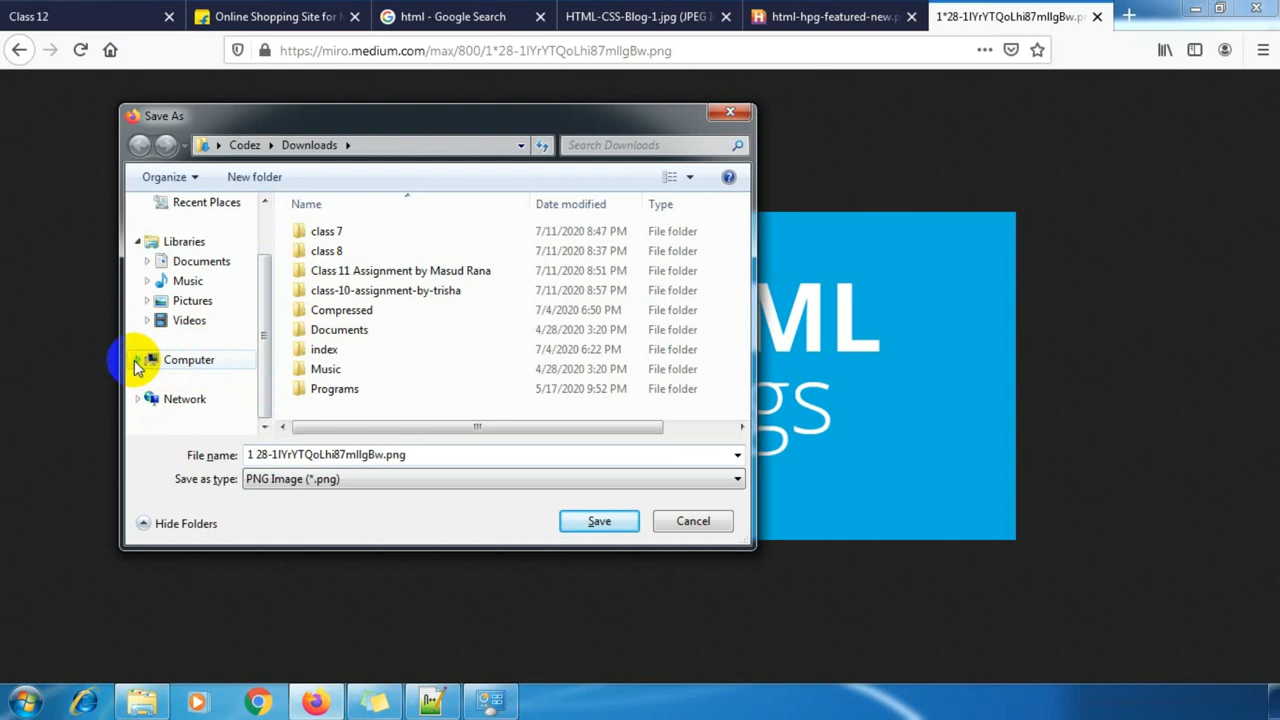 Class 12
Online Shopping Site for M
html - Google Search
HTML-CSS-Blog-1.jpg (JPEG I
html-hpg-featured-new.p
1*28-1lYrYTQoLhi87mllgBw.pn
https://miro.medium.com/max/800/1*28-1lYrYTQoLhi87mllgBw.png
ML
gs
Save As
Codez Downloads
Search Downloads
Organize
New folder
Recent Places
Libraries
Documents
Music
Pictures
Videos
Computer
Network
Name Date modified Type
class 7 7/11/2020 8:47 PM File folder
class 8 7/11/2020 8:37 PM File folder
Class 11 Assignment by Masud Rana 7/11/2020 8:51 PM File folder
class-10-assignment-by-trisha 7/11/2020 8:57 PM File folder
Compressed 7/4/2020 6:50 PM File folder
Documents 4/28/2020 3:20 PM File folder
index 7/4/2020 6:22 PM File folder
Music 4/28/2020 3:20 PM File folder
Programs 5/17/2020 9:52 PM File folder
File name: 1 28-1lYrYTQoLhi87mllgBw.png
Save as type: PNG Image (*.png)
Hide Folders
Save
Cancel